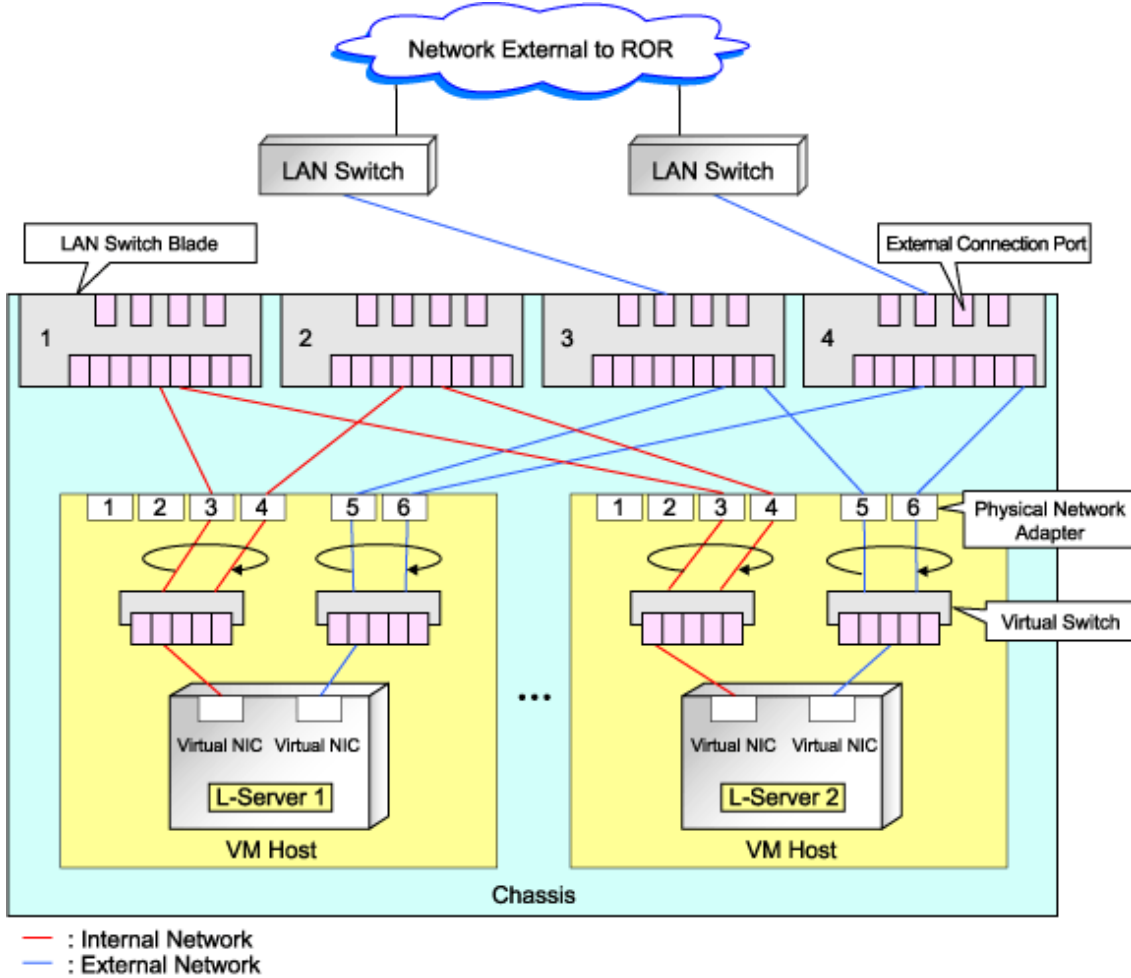 Network External to ROR
LAN Switch
LAN Switch
LAN Switch Blade
External Connection Port
1
2
3
4
1 2 3 4 5 6
1 2 3 4 5 6
Physical Network
Adapter
Virtual Switch
...
Virtual NIC Virtual NIC
Virtual NIC Virtual NIC
L-Server 1
L-Server 2
VM Host
VM Host
Chassis
: Internal Network
: External Network